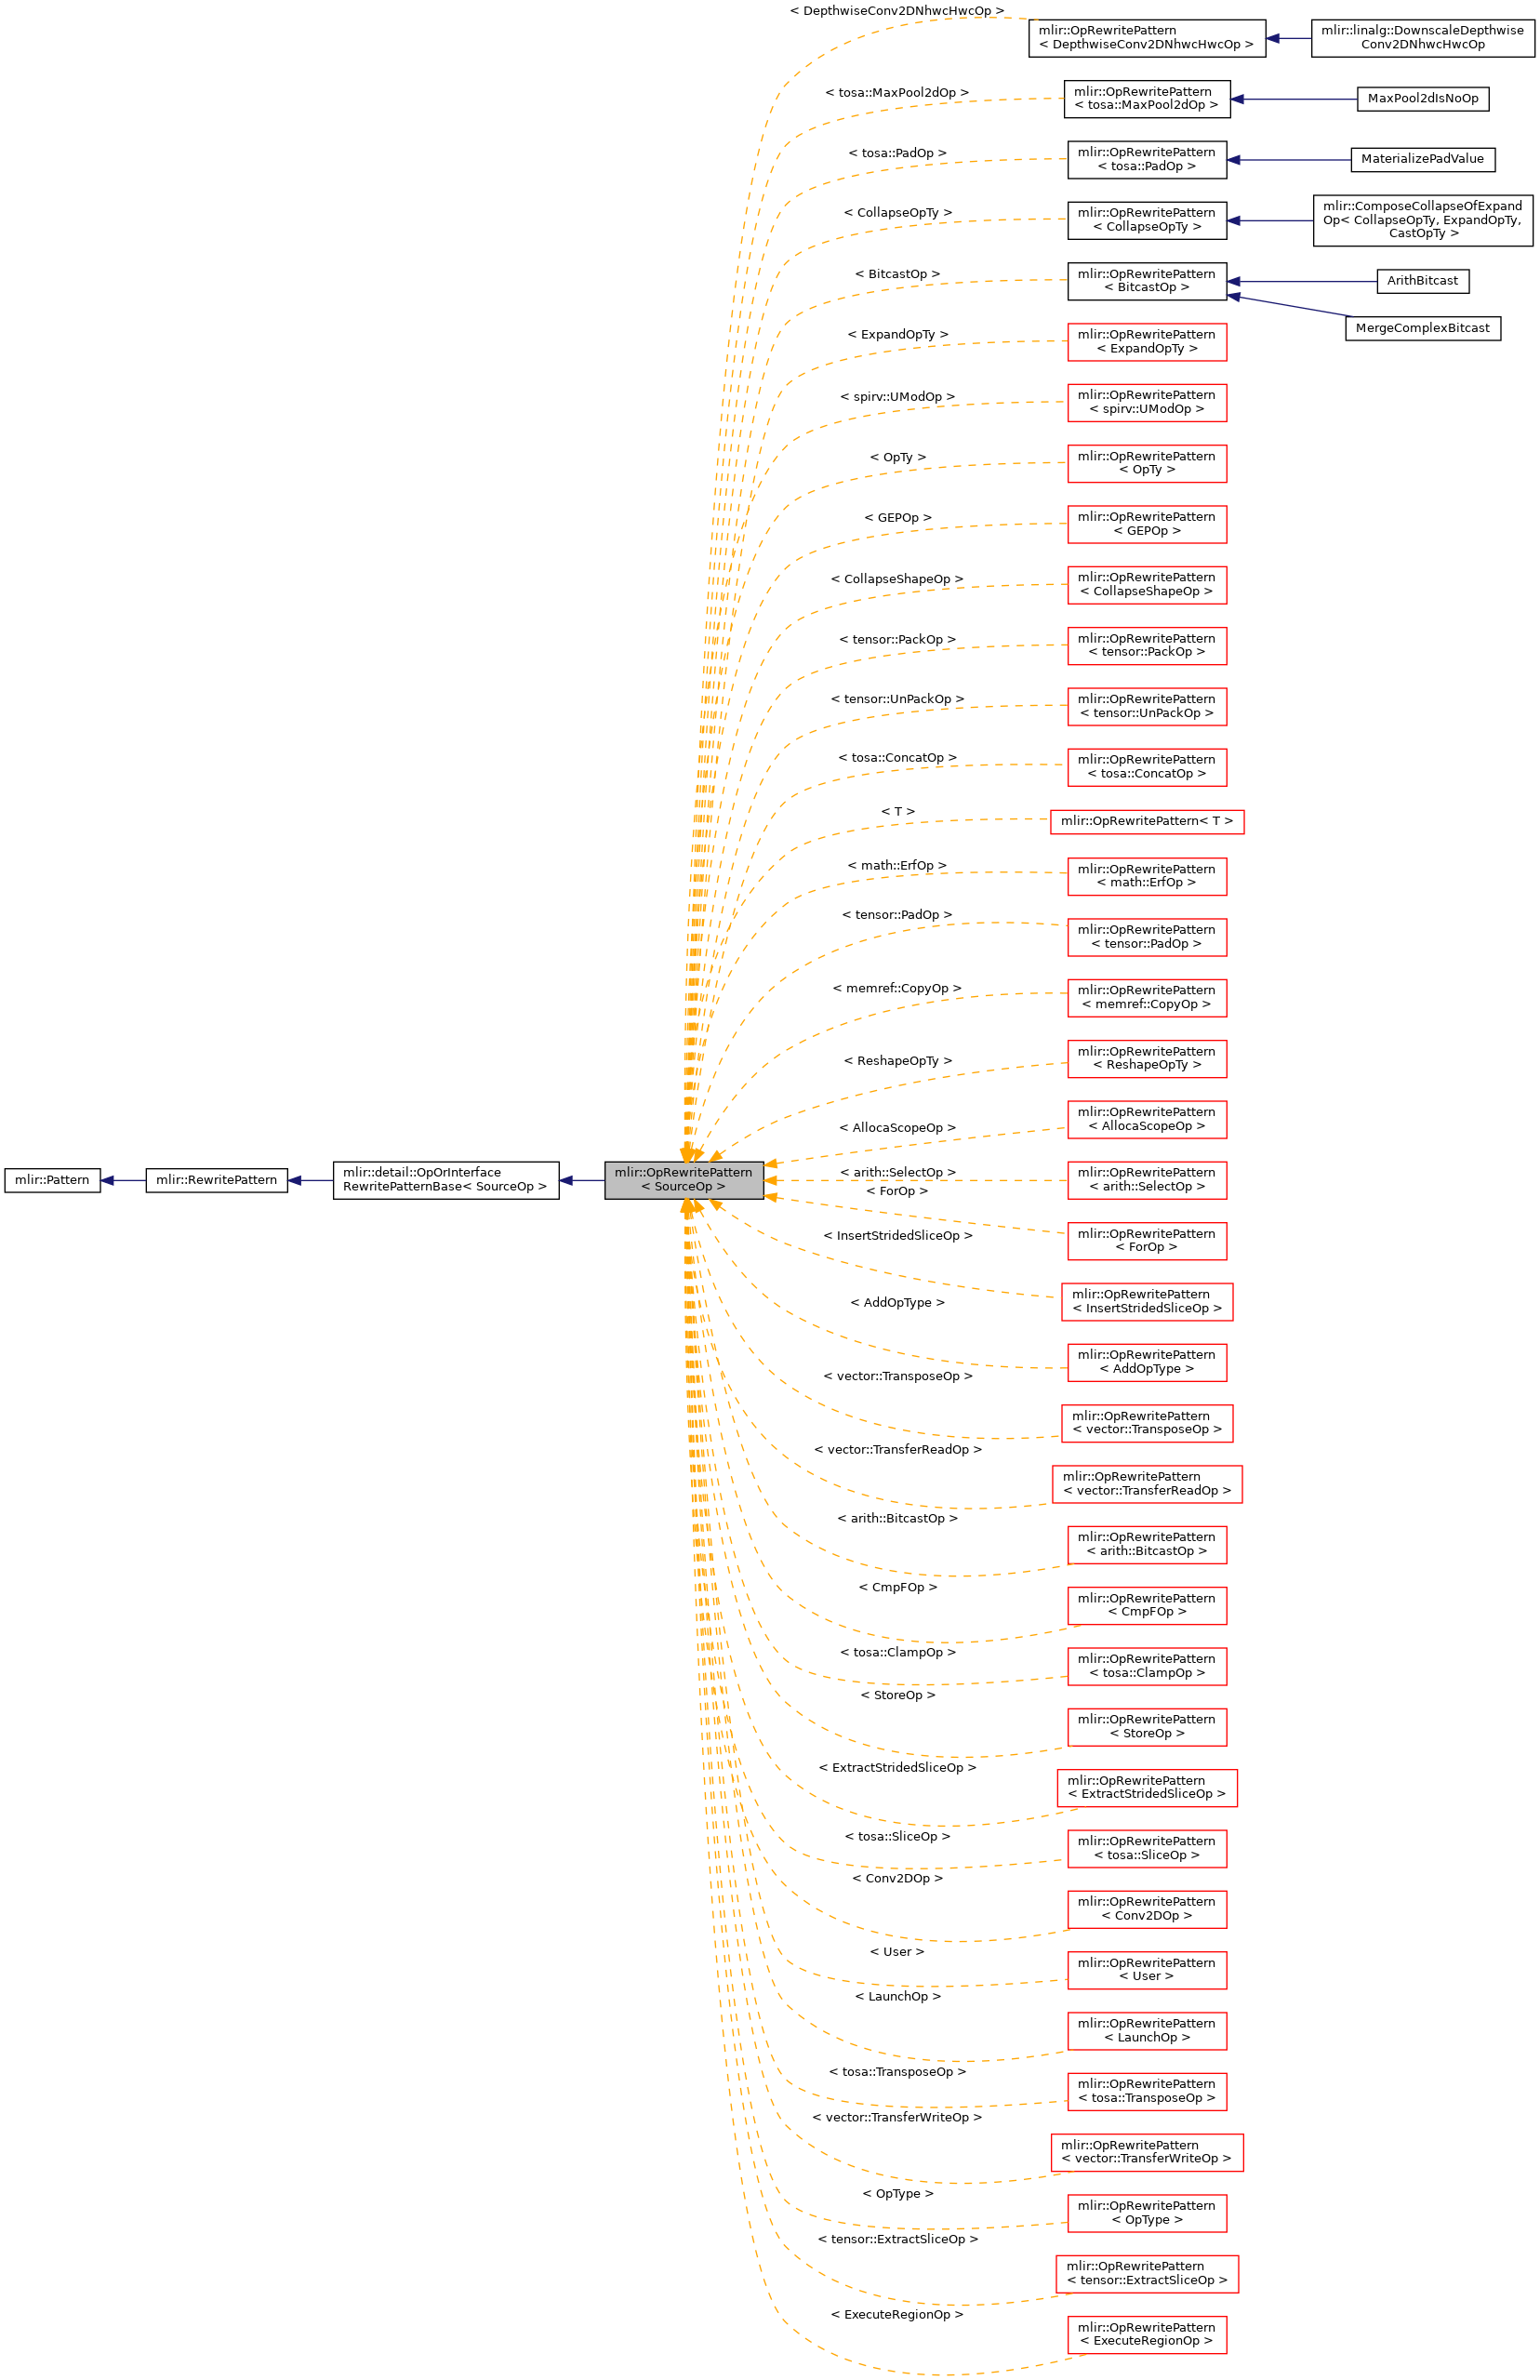 < DepthwiseConv2DNhwcHwcOp >
mlir::OpRewritePattern
< DepthwiseConv2DNhwcHwcOp >
mlir::linalg::DownscaleDepthwise
Conv2DNhwcHwcOp
< tosa::MaxPool2dOp >
mlir::OpRewritePattern
< tosa::MaxPool2dOp >
MaxPool2dIsNoOp
< tosa::PadOp >
mlir::OpRewritePattern
< tosa::PadOp >
MaterializePadValue
< CollapseOpTy >
mlir::OpRewritePattern
< CollapseOpTy >
mlir::ComposeCollapseOfExpand
Op< CollapseOpTy, ExpandOpTy,
CastOpTy >
< BitcastOp >
mlir::OpRewritePattern
< BitcastOp >
ArithBitcast
MergeComplexBitcast
< ExpandOpTy >
mlir::OpRewritePattern
< ExpandOpTy >
< spirv::UModOp >
mlir::OpRewritePattern
< spirv::UModOp >
< OpTy >
mlir::OpRewritePattern
< OpTy >
< GEPOp >
mlir::OpRewritePattern
< GEPOp >
< CollapseShapeOp >
mlir::OpRewritePattern
< CollapseShapeOp >
< tensor::PackOp >
mlir::OpRewritePattern
< tensor::PackOp >
< tensor::UnPackOp >
mlir::OpRewritePattern
< tensor::UnPackOp >
< tosa::ConcatOp >
mlir::OpRewritePattern
< tosa::ConcatOp >
< T >
mlir::OpRewritePattern< T >
< math::ErfOp >
mlir::OpRewritePattern
< math::ErfOp >
< tensor::PadOp >
mlir::OpRewritePattern
< tensor::PadOp >
< memref::CopyOp >
mlir::OpRewritePattern
< memref::CopyOp >
< ReshapeOpTy >
mlir::OpRewritePattern
< ReshapeOpTy >
< AllocaScopeOp >
mlir::OpRewritePattern
< AllocaScopeOp >
mlir::Pattern
mlir::RewritePattern
mlir::detail::OpOrInterface
RewritePatternBase< SourceOp >
mlir::OpRewritePattern
< SourceOp >
< arith::SelectOp >
mlir::OpRewritePattern
< arith::SelectOp >
< ForOp >
mlir::OpRewritePattern
< ForOp >
< InsertStridedSliceOp >
mlir::OpRewritePattern
< InsertStridedSliceOp >
< AddOpType >
mlir::OpRewritePattern
< AddOpType >
< vector::TransposeOp >
mlir::OpRewritePattern
< vector::TransposeOp >
< vector::TransferReadOp >
mlir::OpRewritePattern
< vector::TransferReadOp >
< arith::BitcastOp >
mlir::OpRewritePattern
< arith::BitcastOp >
< CmpFOp >
mlir::OpRewritePattern
< CmpFOp >
< tosa::ClampOp >
mlir::OpRewritePattern
< tosa::ClampOp >
< StoreOp >
mlir::OpRewritePattern
< StoreOp >
< ExtractStridedSliceOp >
mlir::OpRewritePattern
< ExtractStridedSliceOp >
< tosa::SliceOp >
mlir::OpRewritePattern
< tosa::SliceOp >
< Conv2DOp >
mlir::OpRewritePattern
< Conv2DOp >
< User >
mlir::OpRewritePattern
< User >
< LaunchOp >
mlir::OpRewritePattern
< LaunchOp >
< tosa::TransposeOp >
mlir::OpRewritePattern
< tosa::TransposeOp >
< vector::TransferWriteOp >
mlir::OpRewritePattern
< vector::TransferWriteOp >
< OpType >
mlir::OpRewritePattern
< OpType >
< tensor::ExtractSliceOp >
mlir::OpRewritePattern
< tensor::ExtractSliceOp >
< ExecuteRegionOp >
mlir::OpRewritePattern
< ExecuteRegionOp >